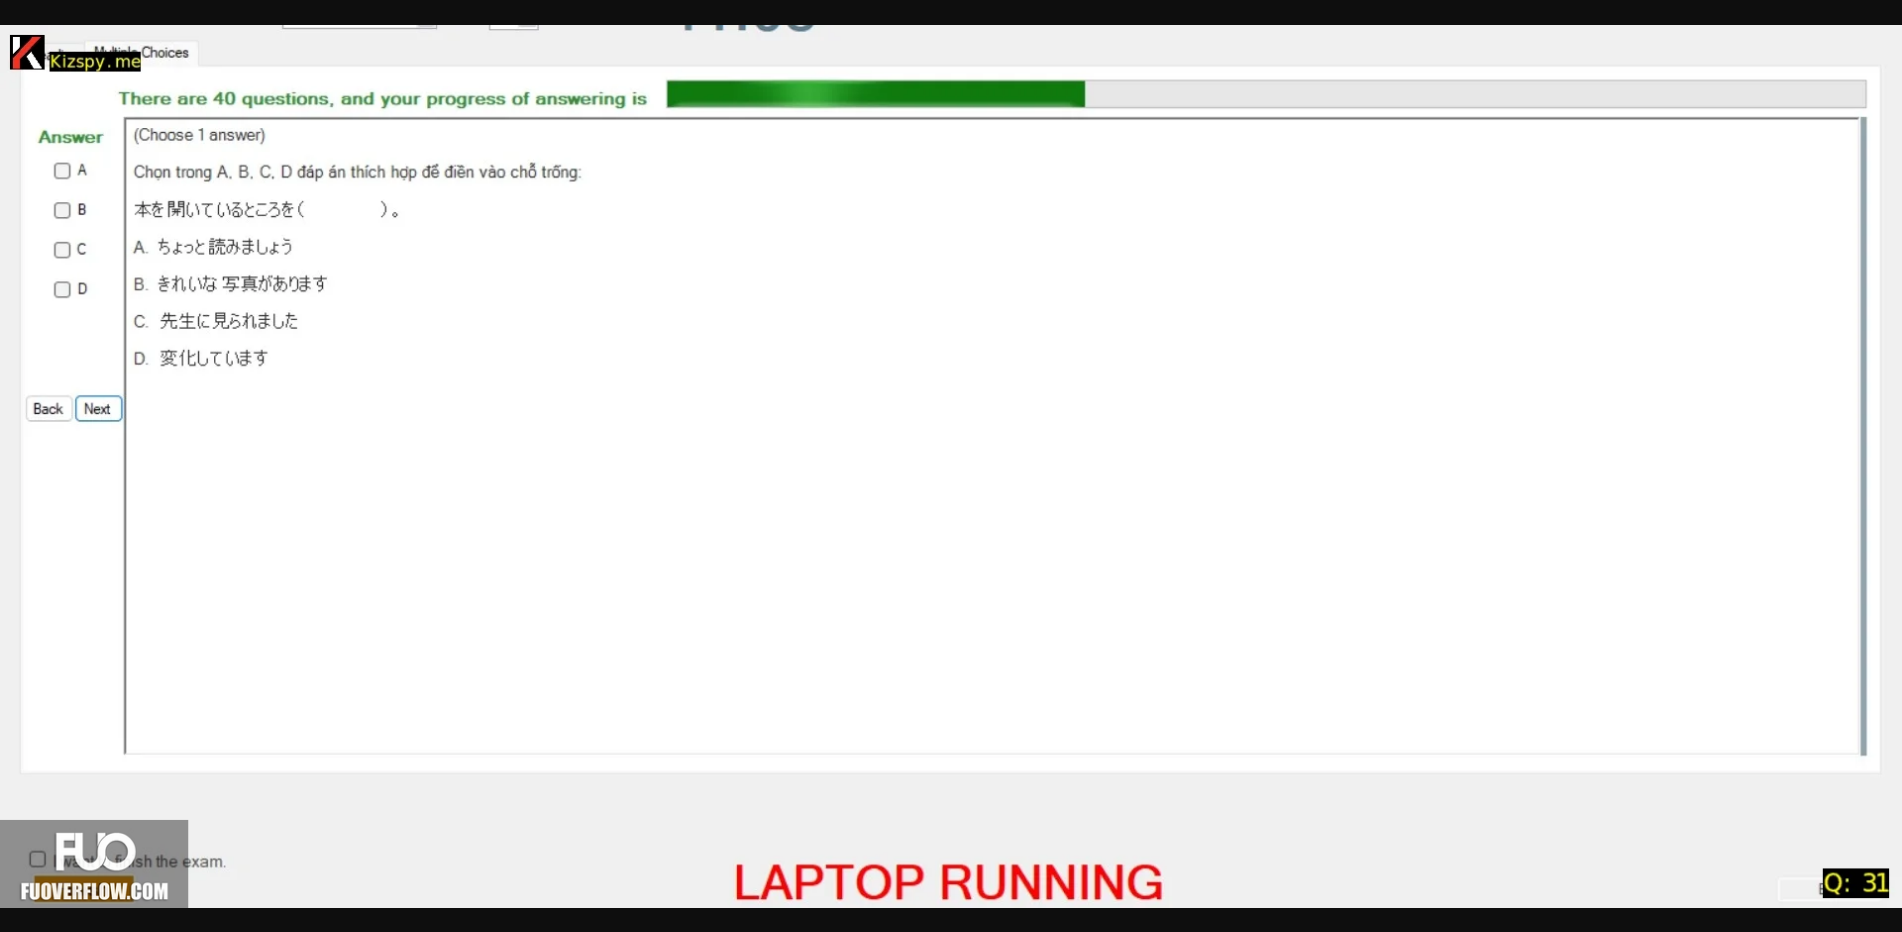 Choices
Kizspy.me
There are 40 questions, and your progress of answering is
Answer
(Choose 1 answer)
A
Chọn trong A, B, C, D đáp án thích hợp để điền vào chỗ trống:
B
本を開いているところを( )。
C
A. ちょっと読みましょう
D
B. きれいな写真があります
C. 先生に見られました
D. 変化しています
Back Next
FUO
finish the exam.
FUOVERFLOW.COM
LAPTOP RUNNING
Q: 31